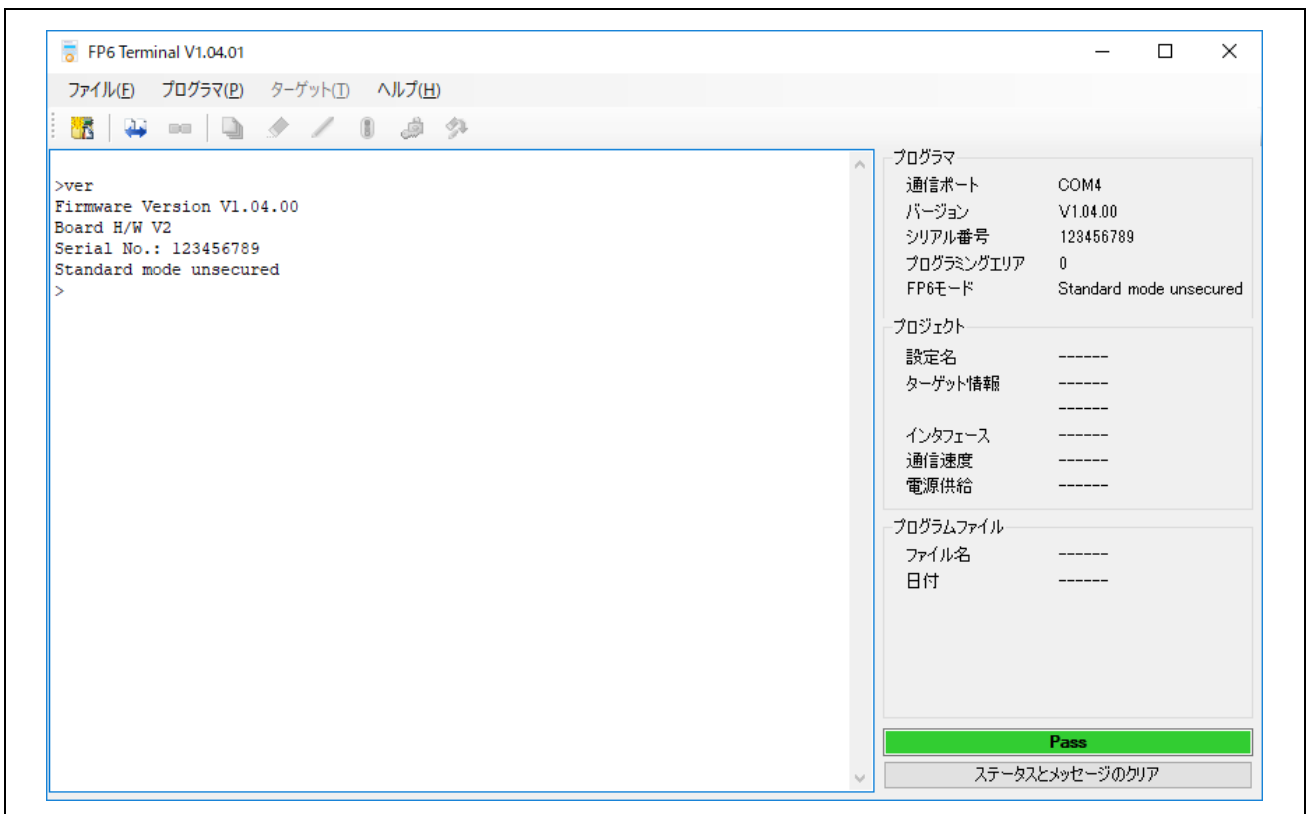 FP6 Terminal V1.04.01
ファイル(F) プログラマ(P) ターゲット(T) ヘルプ(H)
>ver
Firmware Version V1.04.00
Board H/W V2
Serial No.: 123456789
Standard mode unsecured
>
プログラマ
通信ポート COM4
バージョン V1.04.00
シリアル番号 123456789
プログラミングエリア 0
FP6モード Standard mode unsecured
プロジェクト
設定名 ------
ターゲット情報 ------
------
インタフェース ------
通信速度 ------
電源供給 ------
プログラムファイル
ファイル名 ------
日付 ------
Pass
ステータスとメッセージのクリア